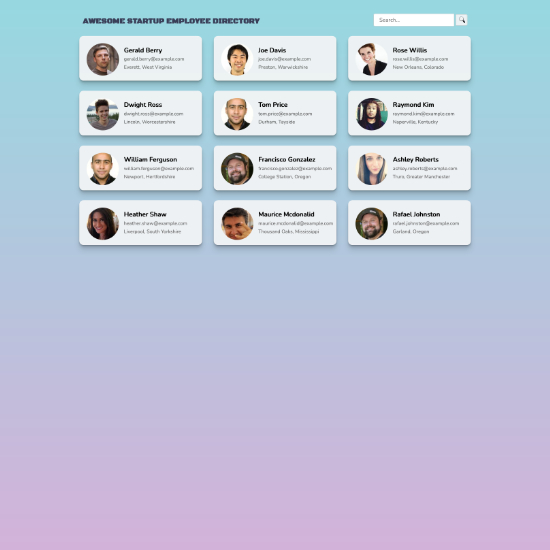 AWESOME STARTUP EMPLOYEE DIRECTORY
Search...
Gerald Berry
gerald.berry@example.com
Everett, West Virginia
Joe Davis
joe.davis@example.com
Preston, Warwickshire
Rose Willis
rose.willis@example.com
New Orleans, Colorado
Dwight Ross
dwight.ross@example.com
Lincoln, Worcestershire
Tom Price
tom.price@example.com
Durham, Tayside
Raymond Kim
raymond.kim@example.com
Naperville, Kentucky
William Ferguson
william.ferguson@example.com
Newport, Hertfordshire
Francisco Gonzalez
francisco.gonzalez@example.com
College Station, Oregon
Ashley Roberts
ashley.roberts@example.com
Truro, Greater Manchester
Heather Shaw
heather.shaw@example.com
Liverpool, South Yorkshire
Maurice Mcdonalid
maurice.mcdonalid@example.com
Thousand Oaks, Mississippi
Rafael Johnston
rafael.johnston@example.com
Garland, Oregon